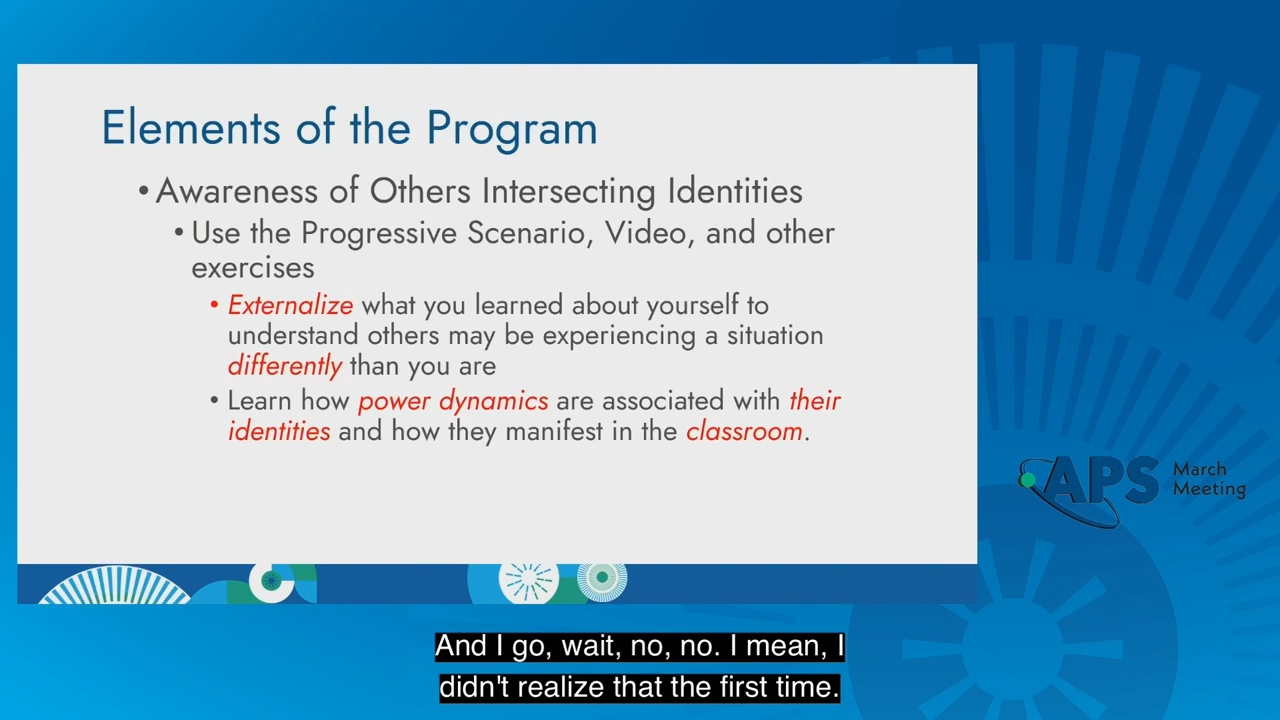 Elements of the Program
• Awareness of Others Intersecting Identities
• Use the Progressive Scenario, Video, and other
exercises
• Externalize what you learned about yourself to
understand others may be experiencing a situation
differently than you are
• Learn how power dynamics are associated with their
identities and how they manifest in the classroom.
APS March
Meeting
And I go, wait, no, no. I mean, I
didn't realize that the first time.